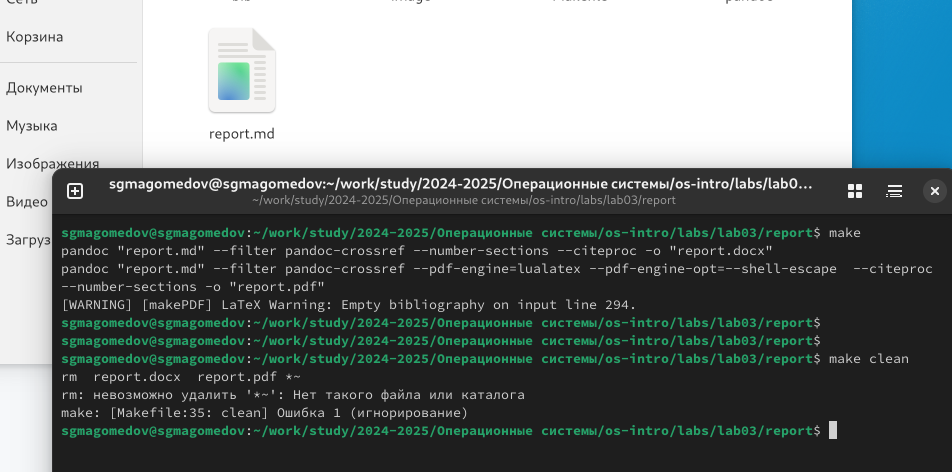 Корзина
Документы
Музыка
Изображения
Видео
Загруз
report.md
sgmagomedov@sgmagomedov:~/work/study/2024-2025/Операционные системы/os-intro/labs/lab0...
~/work/study/2024-2025/Операционные системы/os-intro/labs/lab03/report
sgmagomedov@sgmagomedov:~/work/study/2024-2025/Операционные системы/os-intro/labs/lab03/report$ make
pandoc "report.md" --filter pandoc-crossref --number-sections --citeproc -o "report.docx"
pandoc "report.md" --filter pandoc-crossref --pdf-engine=lualatex --pdf-engine-opt=--shell-escape  --citeproc
--number-sections -o "report.pdf"
[WARNING] [makePDF] LaTeX Warning: Empty bibliography on input line 294.
sgmagomedov@sgmagomedov:~/work/study/2024-2025/Операционные системы/os-intro/labs/lab03/report$
sgmagomedov@sgmagomedov:~/work/study/2024-2025/Операционные системы/os-intro/labs/lab03/report$
sgmagomedov@sgmagomedov:~/work/study/2024-2025/Операционные системы/os-intro/labs/lab03/report$ make clean
rm  report.docx  report.pdf *~
rm: невозможно удалить '*~': Нет такого файла или каталога
make: [Makefile:35: clean] Ошибка 1 (игнорирование)
sgmagomedov@sgmagomedov:~/work/study/2024-2025/Операционные системы/os-intro/labs/lab03/report$